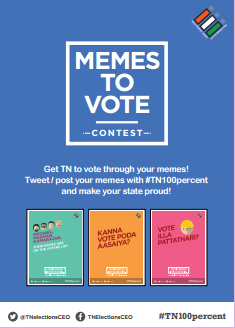 MEMES
TO
VOTE
CONTEST
Get TN to vote through your memes!
Tweet / post your memes with #TN100percent
and make your state proud!
KANNA
VOTE PODA
AASAIYA?
VOTE
ILLA
PATTATHARI?
@TNelectionsCEO
TNElectionsCEO
#TN100percent